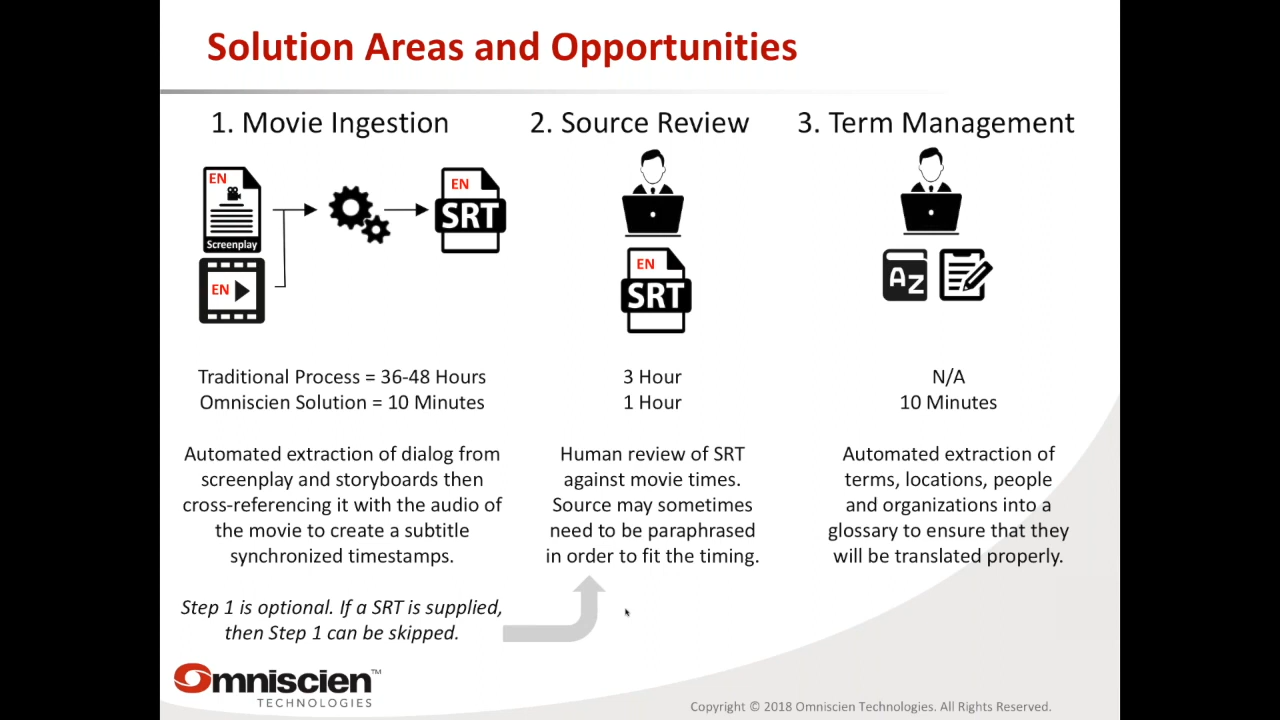 Solution Areas and Opportunities
1. Movie Ingestion
EN
Screenplay
EN
EN
SRT
Traditional Process = 36-48 Hours
Omniscien Solution = 10 Minutes
Automated extraction of dialog from
screenplay and storyboards then
cross-referencing it with the audio of
the movie to create a subtitle
synchronized timestamps.
Step 1 is optional. If a SRT is supplied,
then Step 1 can be skipped.
2. Source Review
EN
SRT
3 Hour
1 Hour
Human review of SRT
against movie times.
Source may sometimes
need to be paraphrased
in order to fit the timing.
3. Term Management
AZ
N/A
10 Minutes
Automated extraction of
terms, locations, people
and organizations into a
glossary to ensure that they
will be translated properly.
Omniscien™
TECHNOLOGIES
Copyright © 2018 Omniscien Technologies. All Rights Reserved.